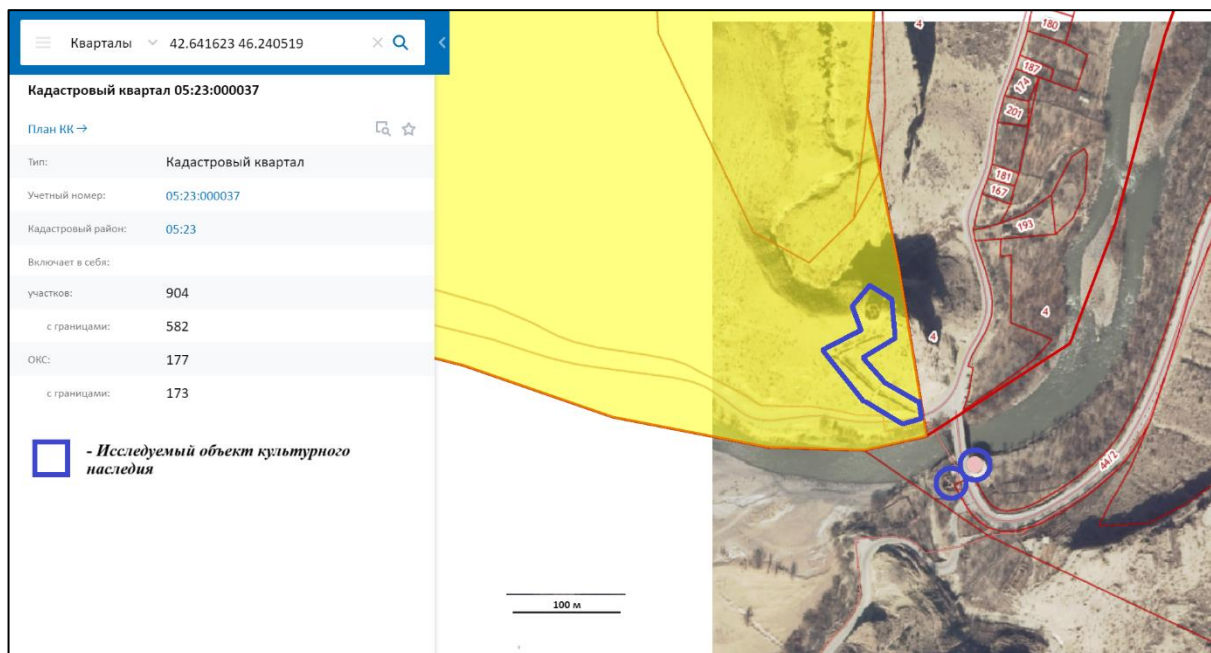 Кварталы 42.641623 46.240519
Кадастровый квартал 05:23:000037
План КК →
Тип: Кадастровый квартал
Учетный номер: 05:23:000037
Кадастровый район: 05:23
Включает в себя:
участков: 904
с границами: 582
ОКС: 177
с границами: 173
- Исследуемый объект культурного
наследия
4
180
187
174
201
181
167
193
4
4
44/2
100 м